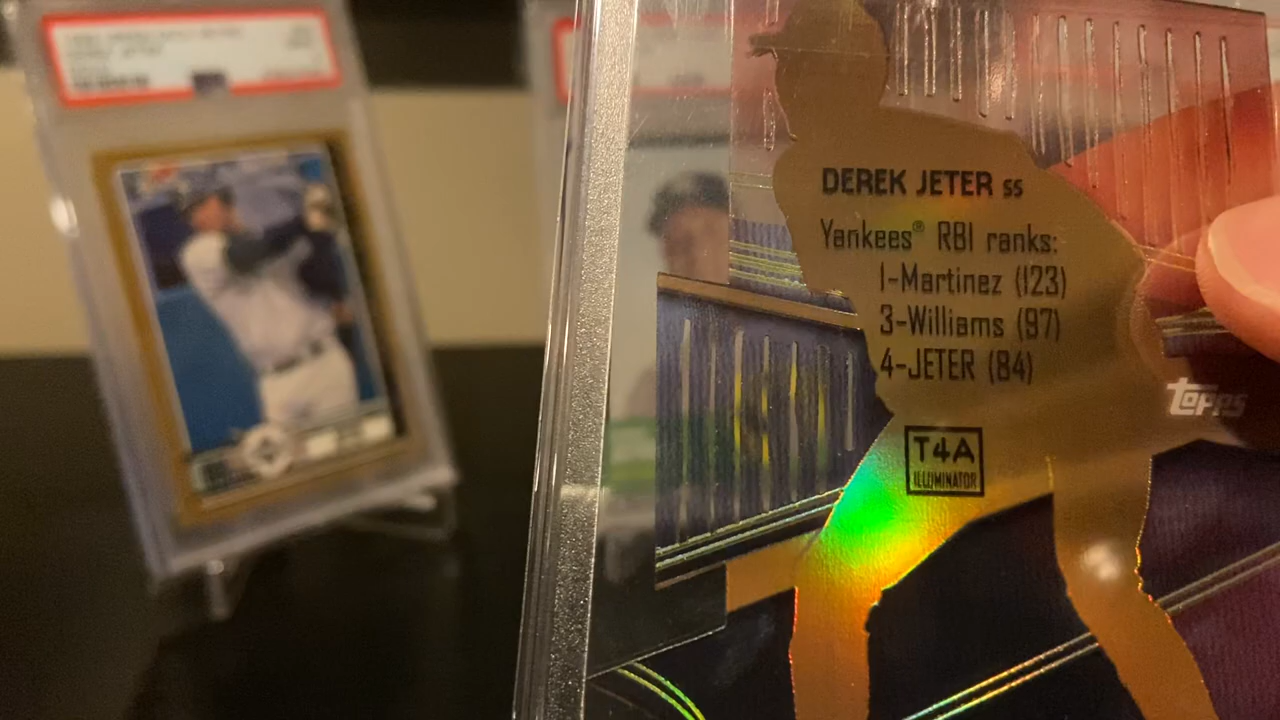 DEREK JETER SS
Yankees® RBI ranks:
1-Martinez (123)
3-Williams (97)
4-JETER (84)
topps
T4A
ILLUMINATOR